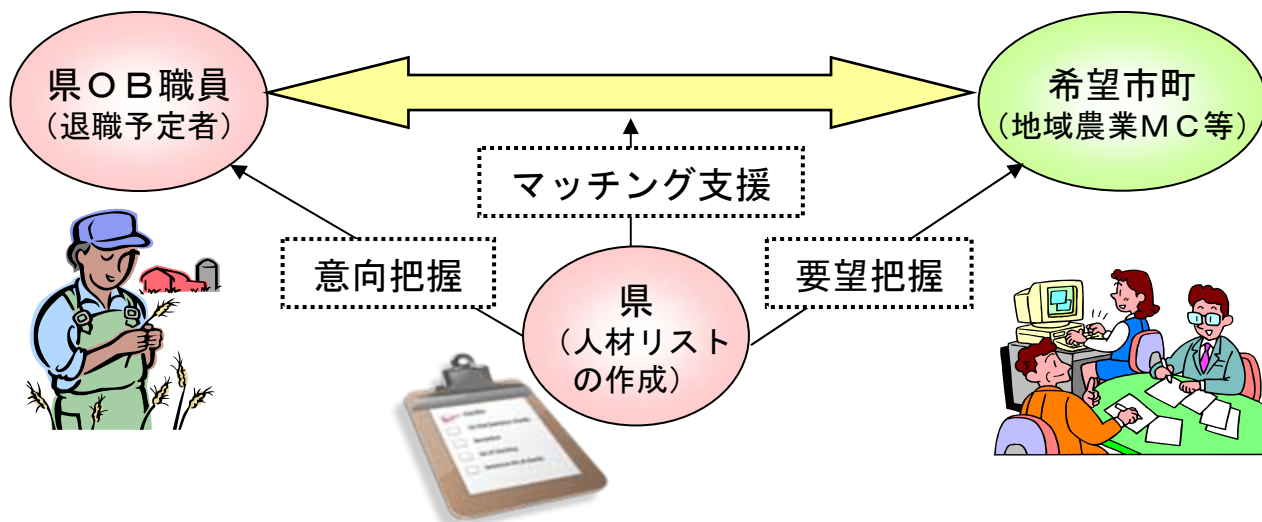 県ＯＢ職員
（退職予定者）
希望市町
（地域農業ＭＣ等）
マッチング支援
意向把握
要望把握
県
（人材リスト
の作成）